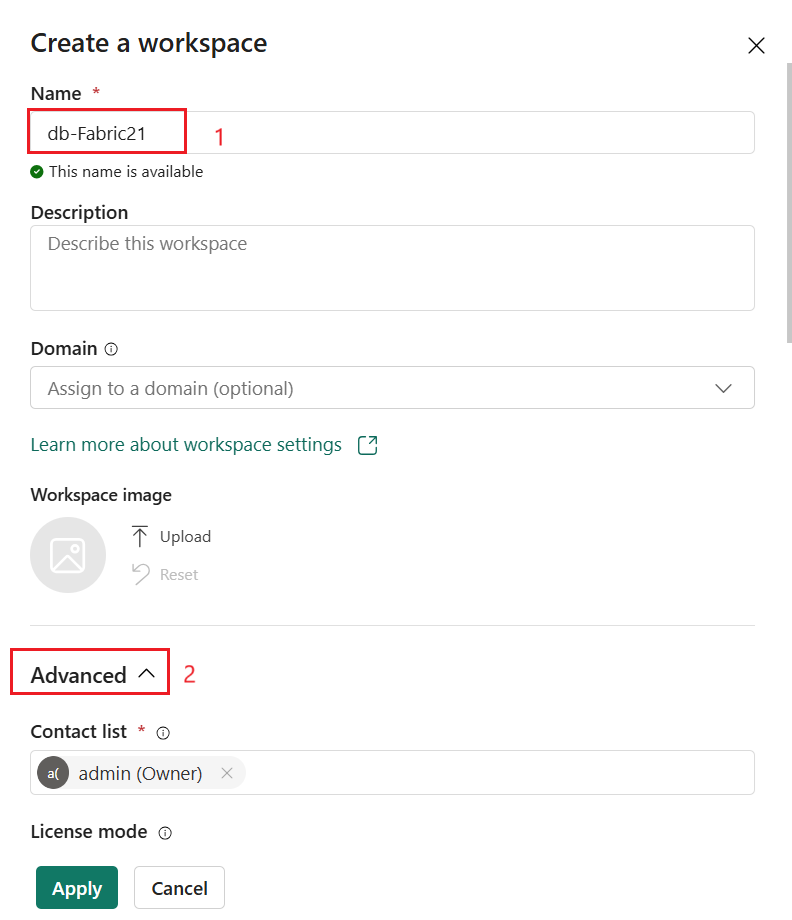 Create a workspace
Name *
db-Fabric21
1
This name is available
Description
Describe this workspace
Domain
Assign to a domain (optional)
Learn more about workspace settings
Workspace image
Upload
Reset
Advanced
2
Contact list *
a( admin (Owner)
License mode
Apply Cancel